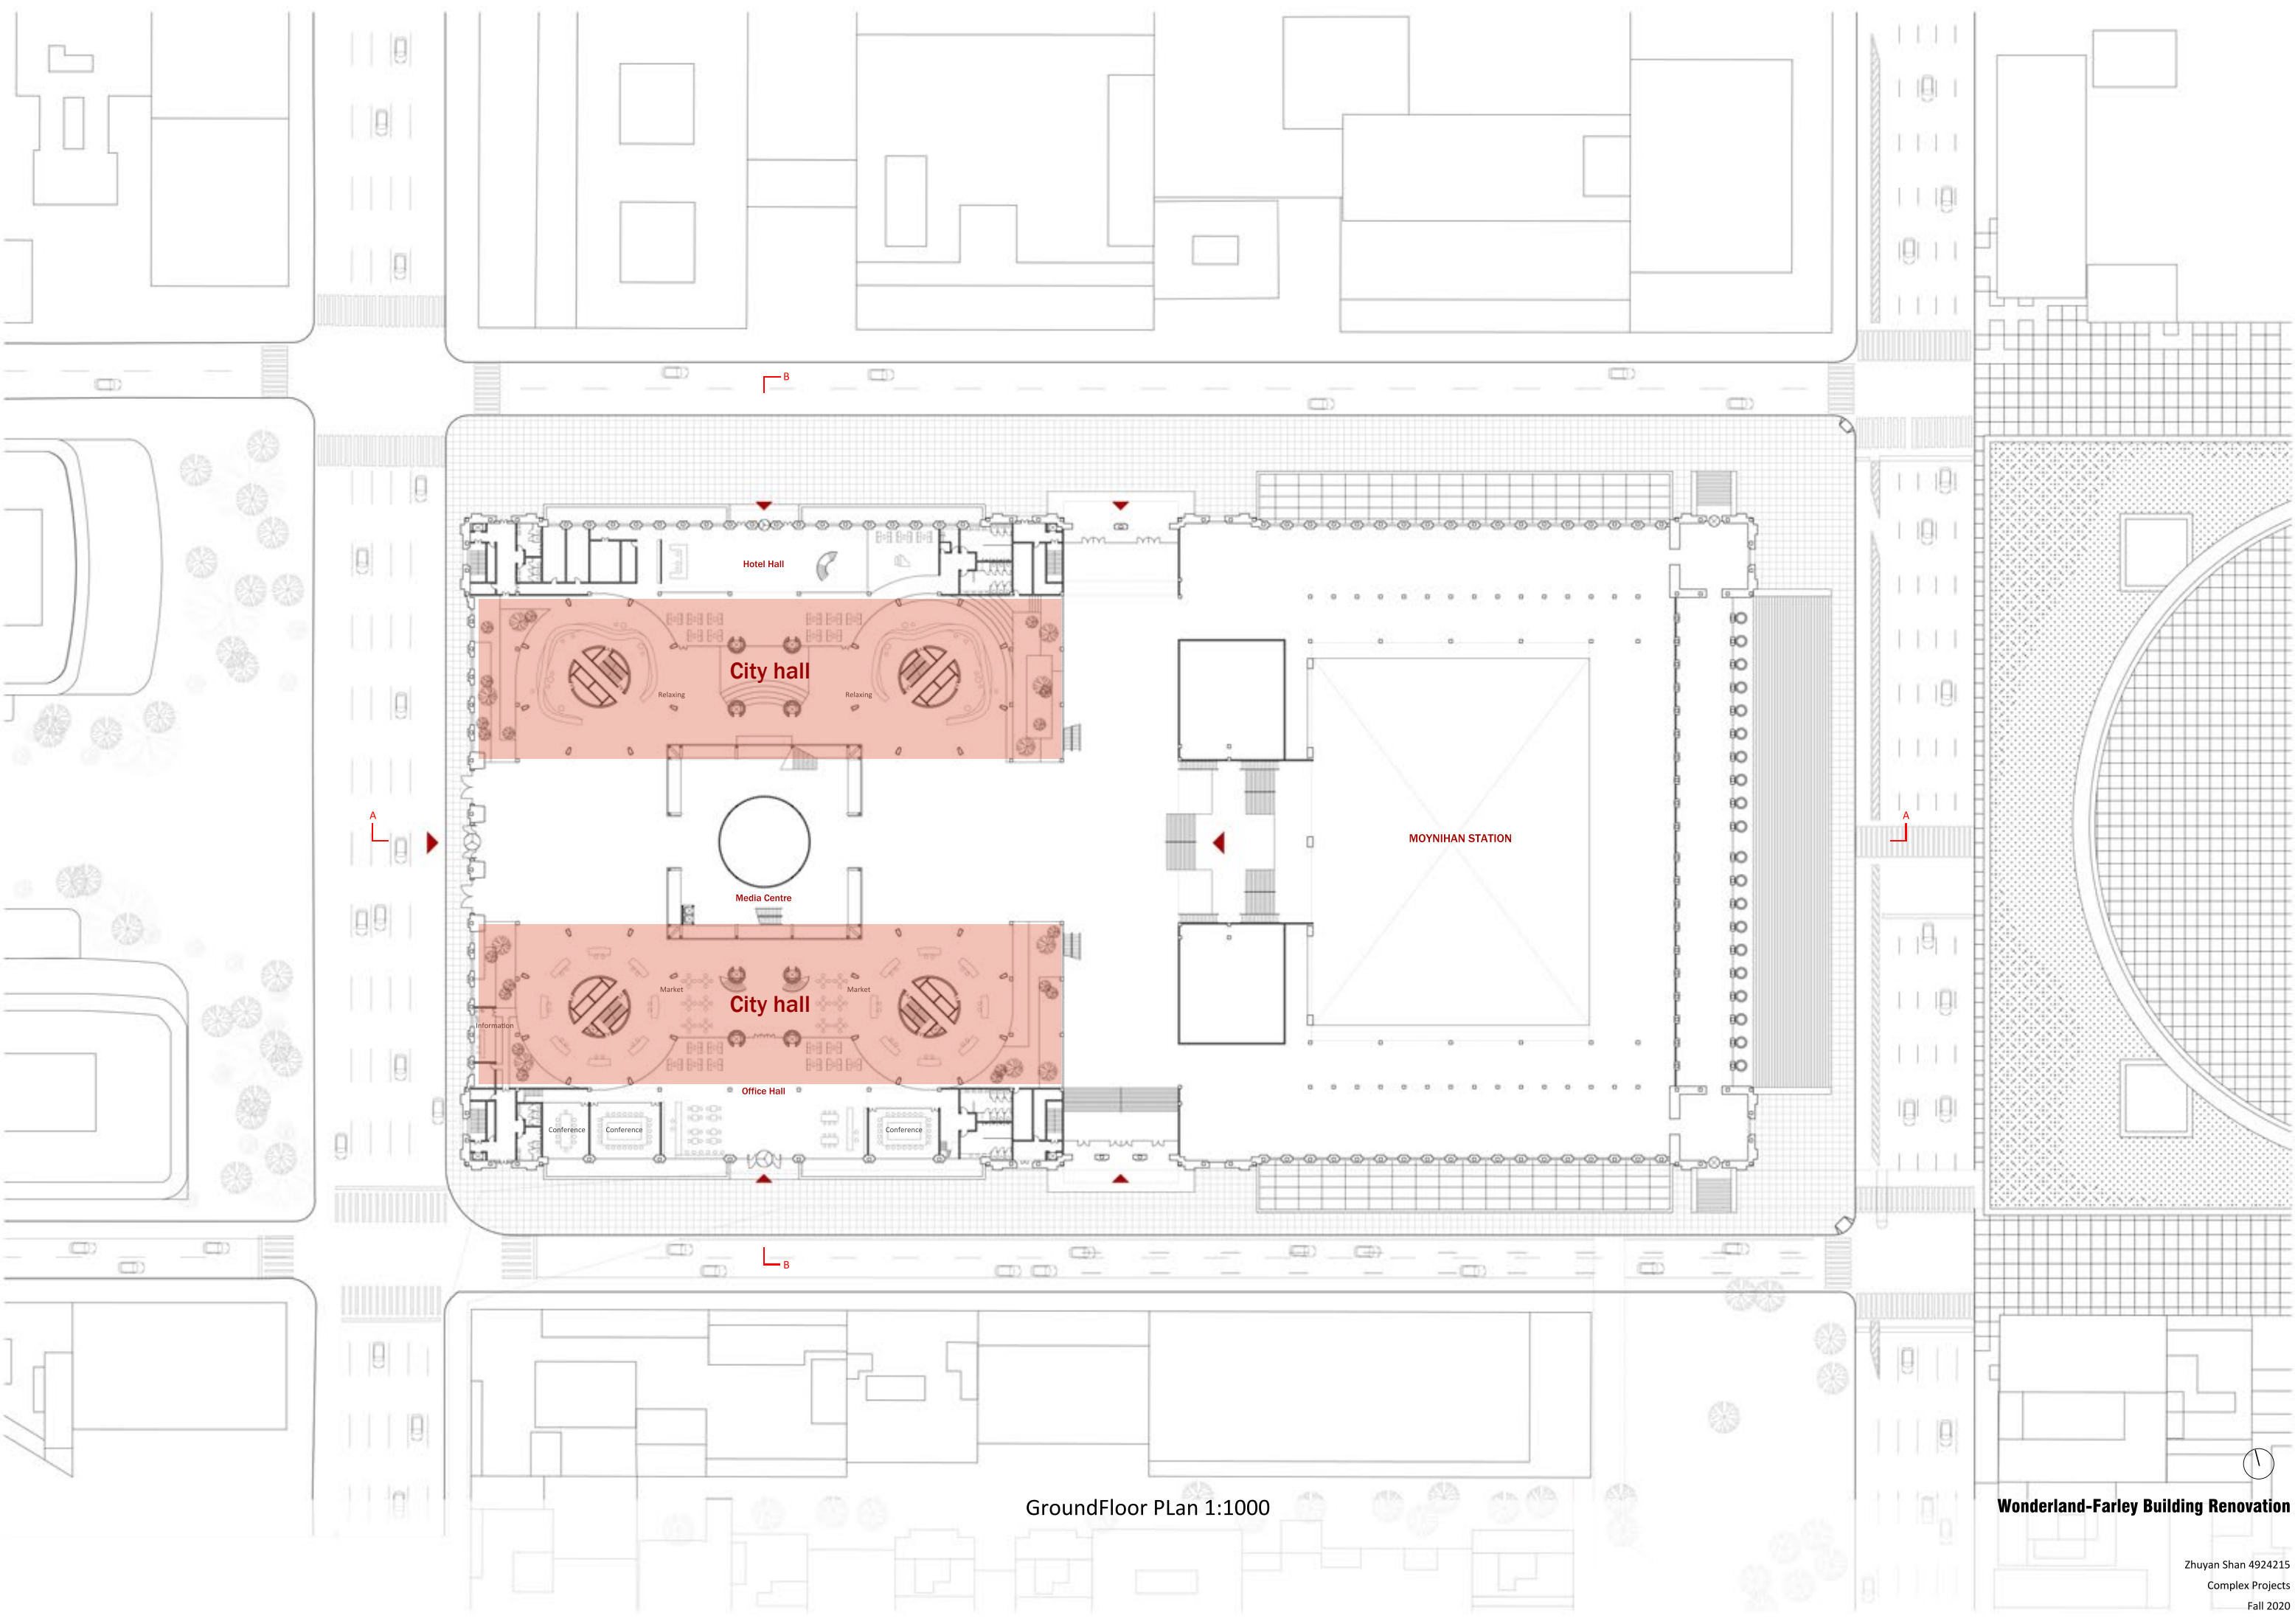 B
Hotel Hall
City hall
Relaxing
Relaxing
A
A
MOYNIHAN STATION
Media Centre
Market
Market
City hall
Information
Office Hall
Conference
Conference
Conference
B
GroundFloor PLan 1:1000
Wonderland-Farley Building Renovation
Zhuyan Shan 4924215
Complex Projects
Fall 2020